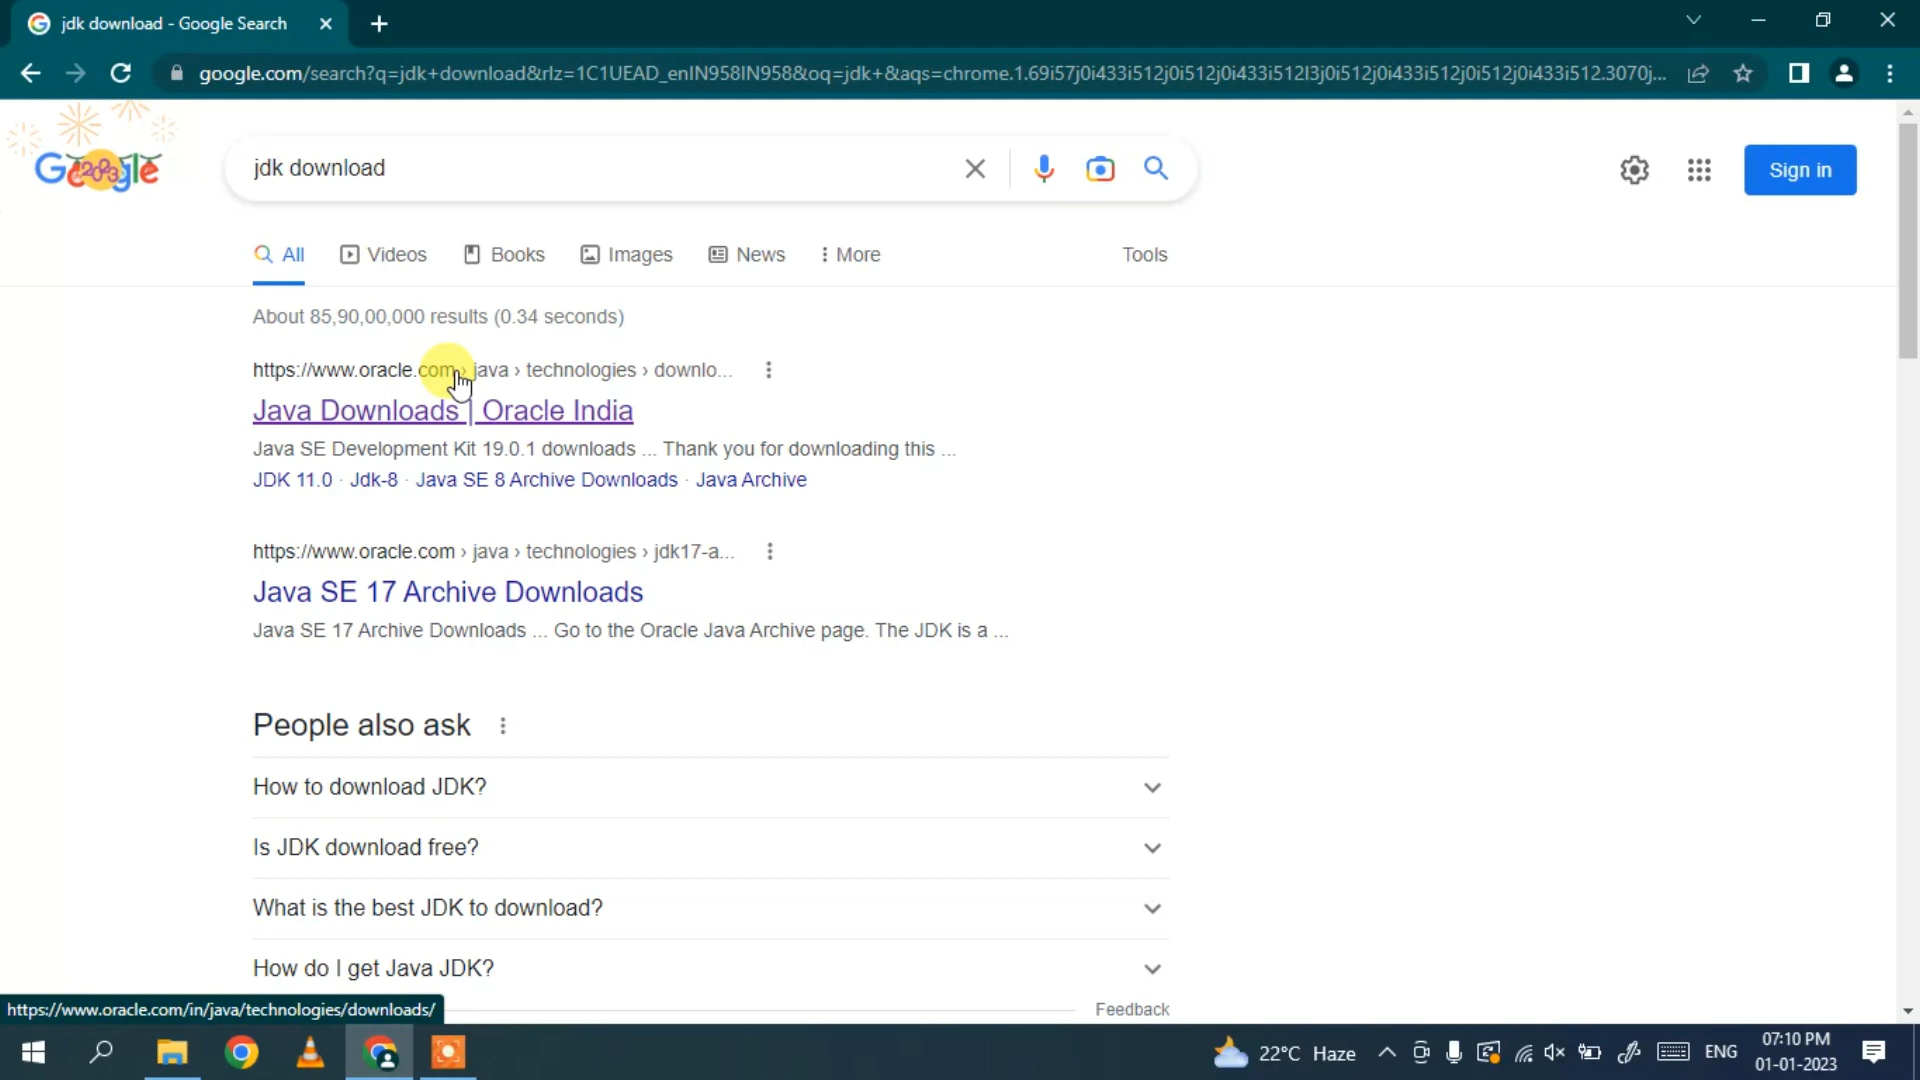 jdk download - Google Search
google.com/search?q=jdk+download&rlz=1C1UEAD_enIN958IN958&oq=jdk+&aqs=chrome.1.69i57j0i433i512j0i512j0i433i512l3j0i512j0i433i512j0i512j0i433i512.3070j...
Google
2023
jdk download
Sign in
All
Videos
Books
Images
News
More
Tools
About 85,90,00,000 results (0.34 seconds)
https://www.oracle.com › java › technologies › downlo...
Java Downloads | Oracle India
Java SE Development Kit 19.0.1 downloads ... Thank you for downloading this ...
JDK 11.0 · Jdk-8 · Java SE 8 Archive Downloads · Java Archive
https://www.oracle.com › java › technologies › jdk17-a...
Java SE 17 Archive Downloads
Java SE 17 Archive Downloads ... Go to the Oracle Java Archive page. The JDK is a ...
People also ask
How to download JDK?
Is JDK download free?
What is the best JDK to download?
How do I get Java JDK?
Feedback
https://www.oracle.com/in/java/technologies/downloads/
22°C Haze
ENG
07:10 PM
01-01-2023